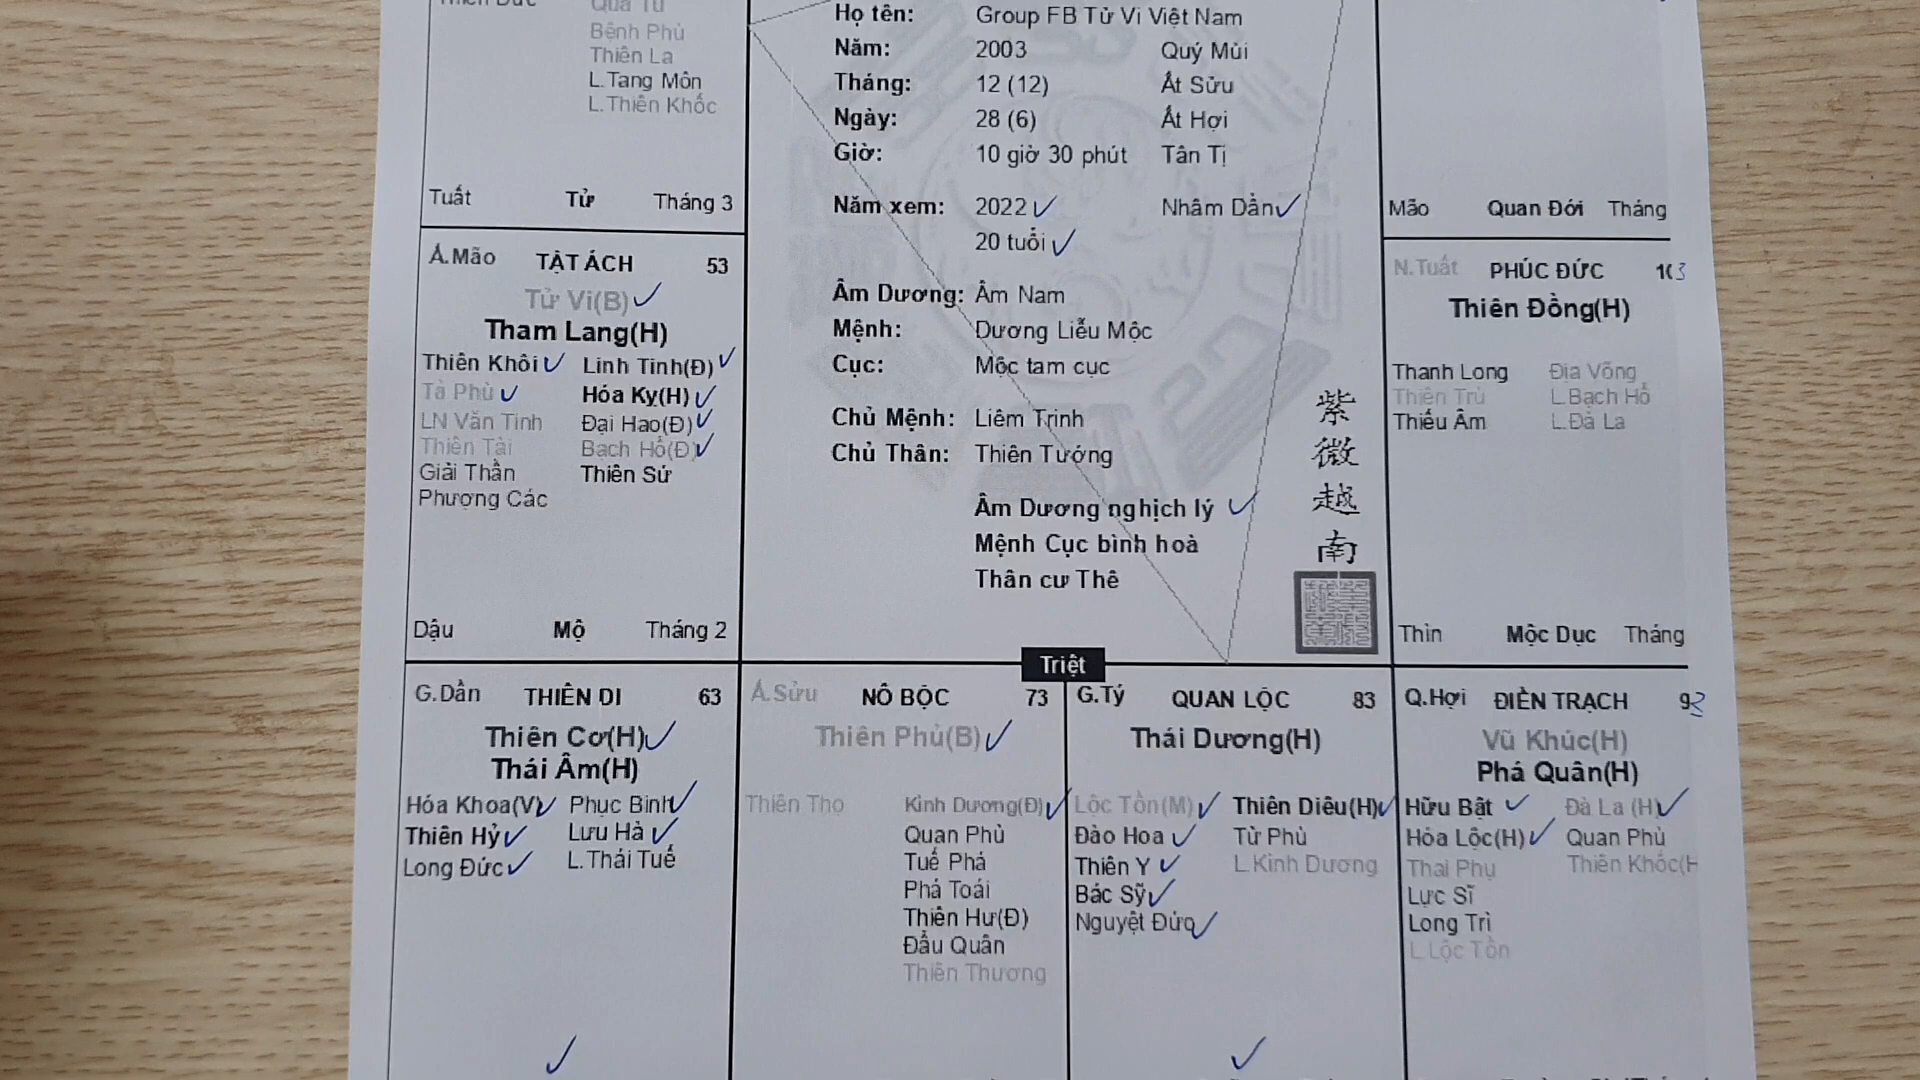 Quả Tú
Bệnh Phù
Thiên La
L.Tang Môn
L.Thiên Khốc
Tuất Tử Tháng 3
Họ tên: Group FB Tử Vi Việt Nam
Năm: 2003 Quý Mùi
Tháng: 12 (12) Ất Sửu
Ngày: 28 (6) Ất Hợi
Giờ: 10 giờ 30 phút Tân Tị
Năm xem: 2022 Nhâm Dần
20 tuổi
Âm Dương: Âm Nam
Mệnh: Dương Liễu Mộc
Cục: Mộc tam cục
Chủ Mệnh: Liêm Trinh
Chủ Thân: Thiên Tướng
Âm Dương nghịch lý
Mệnh Cục bình hoà
Thân cư Thê
紫微越南
Mão Quan Đới Tháng
Ấ.Mão TẬT ÁCH 53
Tử Vi(B)
Tham Lang(H)
Thiên Khôi Linh Tinh(Đ)
Tả Phù Hóa Kỵ(H)
LN Văn Tinh Đại Hao(Đ)
Thiên Tài Bạch Hổ(Đ)
Giải Thần Thiên Sứ
Phượng Các
Dậu Mộ Tháng 2
N.Tuất PHÚC ĐỨC 103
Thiên Đồng(H)
Thanh Long Địa Võng
Thiên Trù L.Bạch Hổ
Thiếu Âm L.Đà La
Thìn Mộc Dục Tháng
Triệt
G.Dần THIÊN DI 63
Thiên Cơ(H)
Thái Âm(H)
Hóa Khoa(V) Phục Binh
Thiên Hỷ Lưu Hà
Long Đức L.Thái Tuế
Ấ.Sửu NÔ BỘC 73
Thiên Phủ(B)
Thiên Thọ Kình Dương(Đ)
Quan Phủ
Tuế Phá
Phá Toái
Thiên Hư(Đ)
Đẩu Quân
Thiên Thương
G.Tý QUAN LỘC 83
Thái Dương(H)
Lộc Tồn(M) Thiên Diêu(H)
Đào Hoa Tử Phù
Thiên Y L.Kình Dương
Bác Sỹ
Nguyệt Đức
Q.Hợi ĐIỀN TRẠCH 93
Vũ Khúc(H)
Phá Quân(H)
Hữu Bật Đà La (H)
Hóa Lộc(H) Quan Phù
Thai Phụ Thiên Khốc(H
Lực Sĩ
Long Trì
L.Lộc Tồn